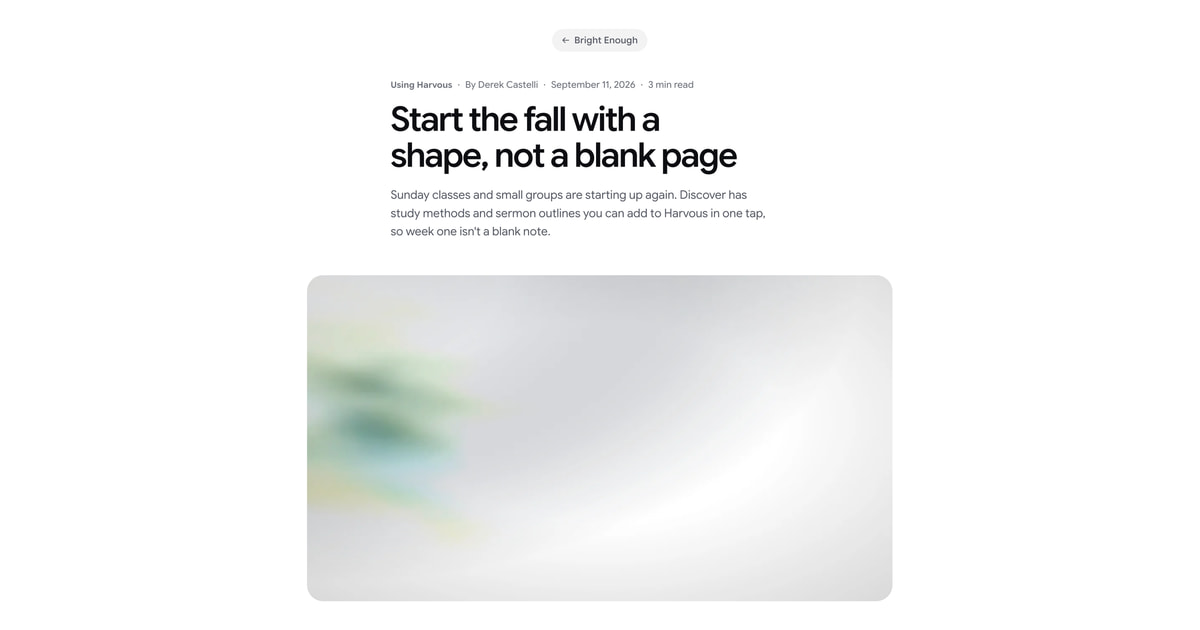 ← Bright Enough
Using Harvous · By Derek Castelli · September 11, 2026 · 3 min read
Start the fall with a
shape, not a blank page
Sunday classes and small groups are starting up again. Discover has
study methods and sermon outlines you can add to Harvous in one tap,
so week one isn't a blank note.